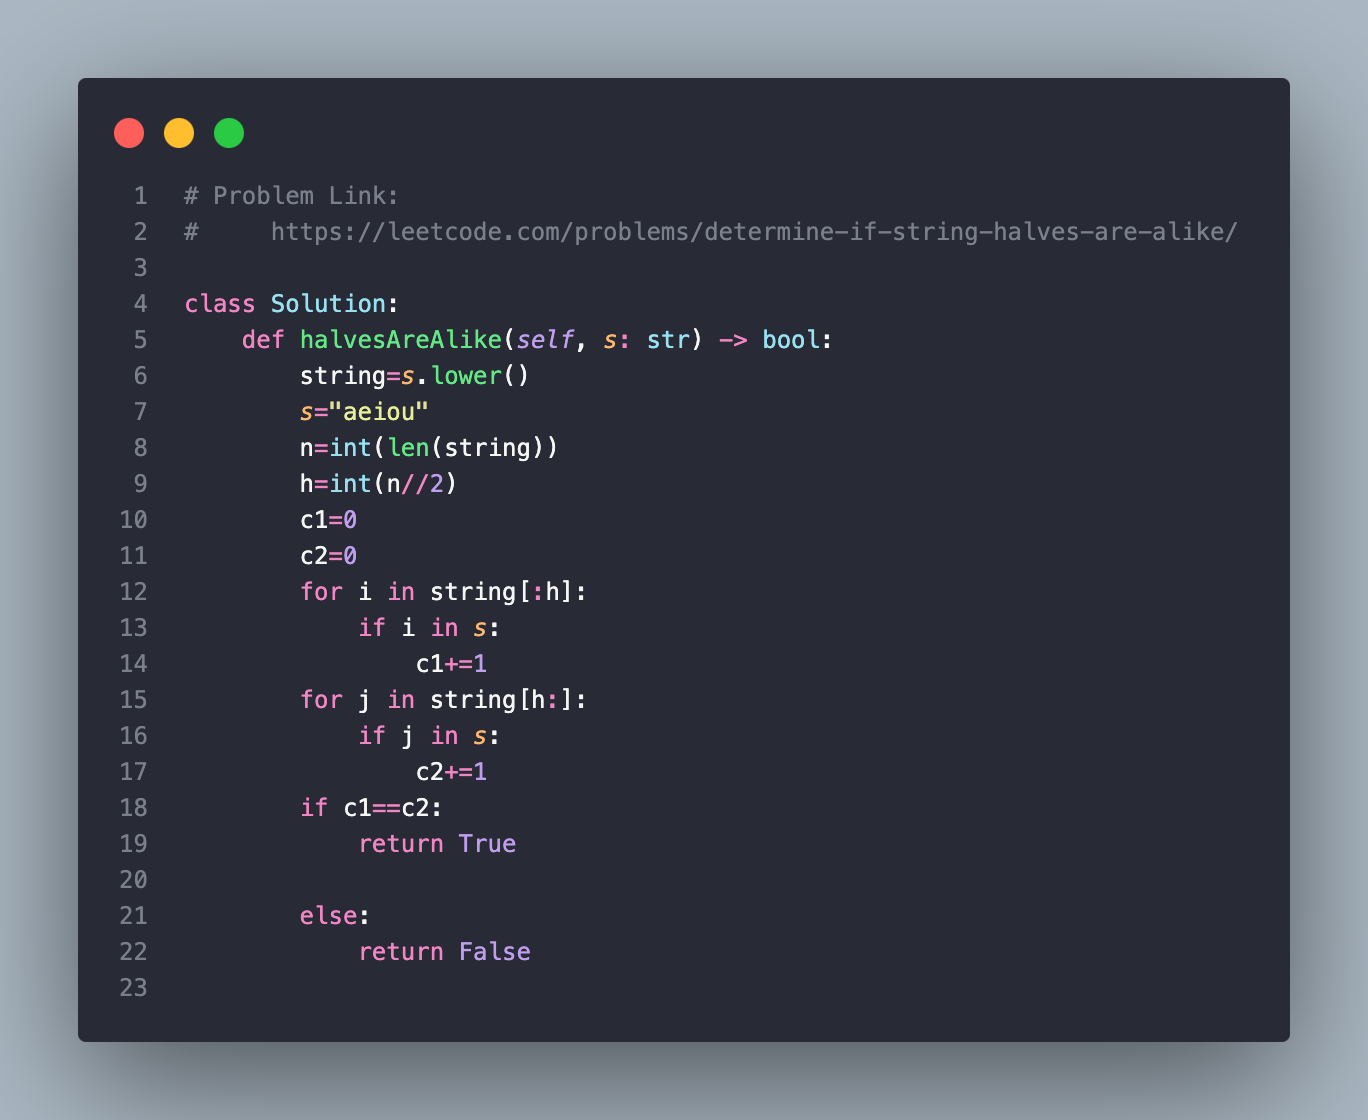 1 # Problem Link:
2 #     https://leetcode.com/problems/determine-if-string-halves-are-alike/
3
4 class Solution:
5     def halvesAreAlike(self, s: str) -> bool:
6         string=s.lower()
7         s="aeiou"
8         n=int(len(string))
9         h=int(n//2)
10         c1=0
11         c2=0
12         for i in string[:h]:
13             if i in s:
14                 c1+=1
15         for j in string[h:]:
16             if j in s:
17                 c2+=1
18         if c1==c2:
19             return True
20
21         else:
22             return False
23